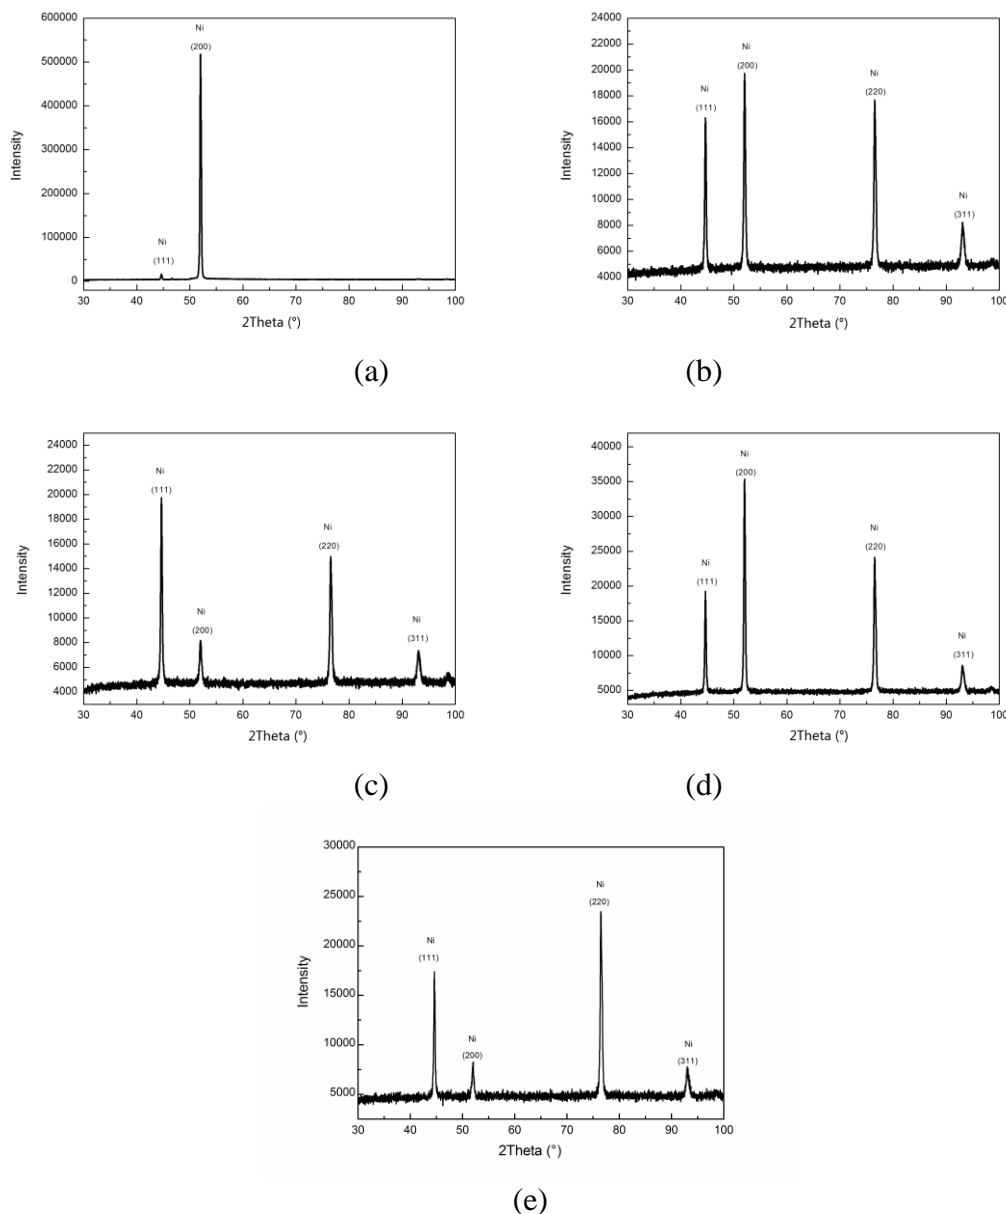 600000
500000
400000
300000
200000
100000
0
Intensity
Ni
(200)
Ni
(111)
30 40 50 60 70 80 90 100
2Theta (°)
(a)
24000
22000
20000
18000
16000
14000
12000
10000
8000
6000
4000
Intensity
Ni
(111)
Ni
(200)
Ni
(220)
Ni
(311)
30 40 50 60 70 80 90 100
2Theta (°)
(b)
24000
22000
20000
18000
16000
14000
12000
10000
8000
6000
4000
Intensity
Ni
(111)
Ni
(200)
Ni
(220)
Ni
(311)
30 40 50 60 70 80 90 100
2Theta (°)
(c)
40000
35000
30000
25000
20000
15000
10000
5000
Intensity
Ni
(111)
Ni
(200)
Ni
(220)
Ni
(311)
30 40 50 60 70 80 90 100
2Theta (°)
(d)
30000
25000
20000
15000
10000
5000
Intensity
Ni
(111)
Ni
(200)
Ni
(220)
Ni
(311)
30 40 50 60 70 80 90 100
2Theta (°)
(e)